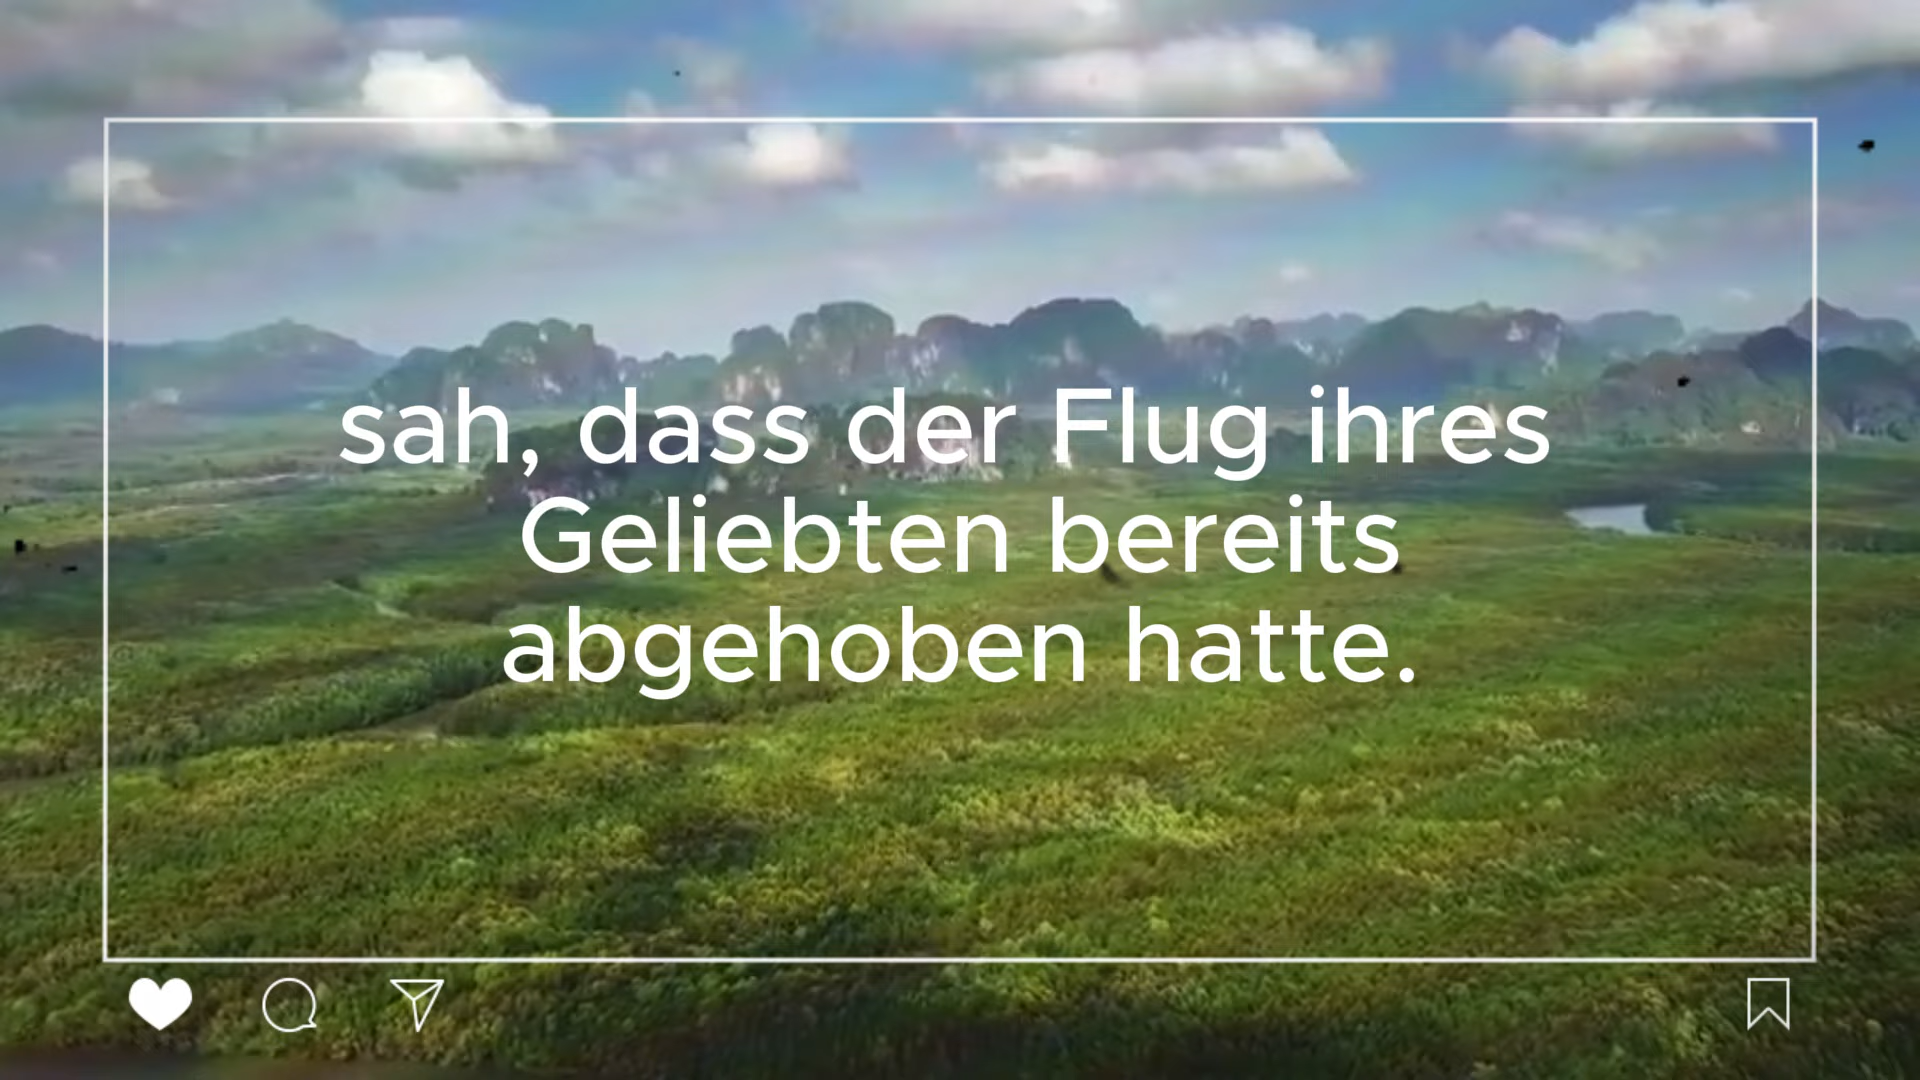 sah, dass der Flug ihres
Geliebten bereits
abgehoben hatte.